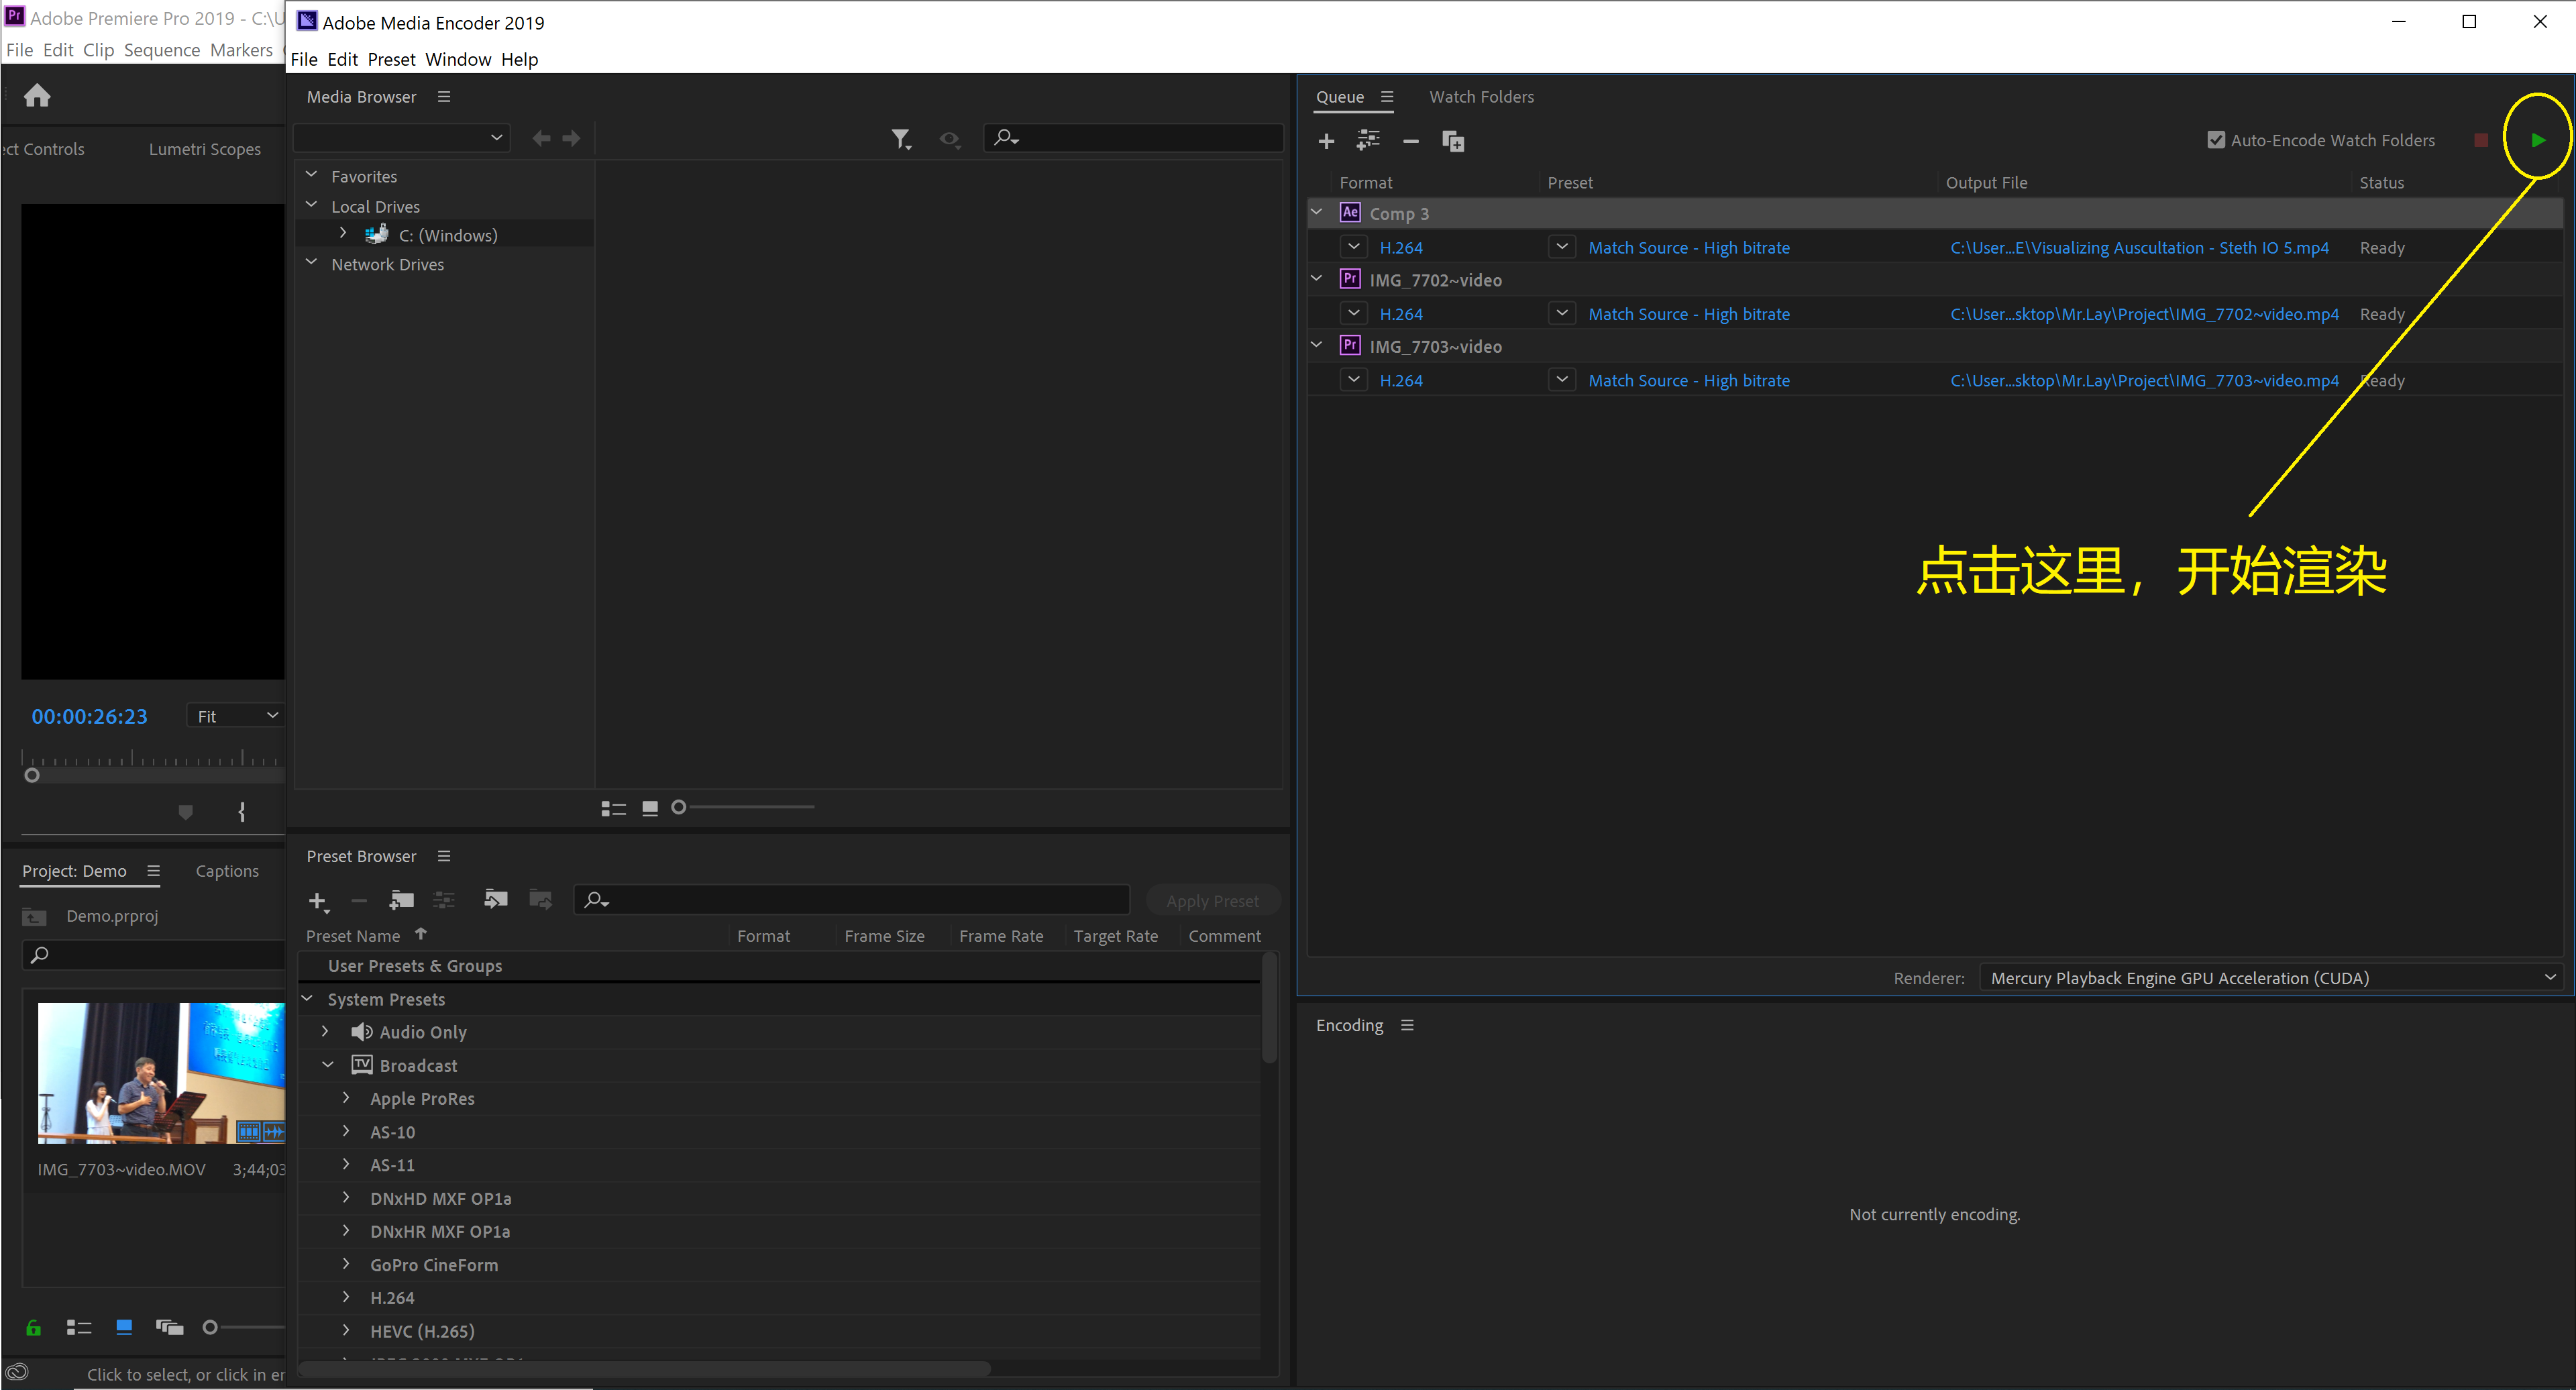 Adobe Premiere Pro 2019 - C:\U
File Edit Clip Sequence Markers
Adobe Media Encoder 2019
File Edit Preset Window Help
ect Controls
Lumetri Scopes
00:00:26:23
Fit
Project: Demo
Captions
Demo.prproj
IMG_7703~video.MOV 3;44;03
Click to select, or click in er
Media Browser
Favorites
Local Drives
C: (Windows)
Network Drives
Preset Browser
Apply Preset
Preset Name Format Frame Size Frame Rate Target Rate Comment
User Presets & Groups
System Presets
Audio Only
TV Broadcast
Apple ProRes
AS-10
AS-11
DNxHD MXF OP1a
DNxHR MXF OP1a
GoPro CineForm
H.264
HEVC (H.265)
Queue Watch Folders
Auto-Encode Watch Folders
Format Preset Output File Status
Ae Comp 3
H.264 Match Source - High bitrate C:\User...E\Visualizing Auscultation - Steth IO 5.mp4 Ready
Pr IMG_7702~video
H.264 Match Source - High bitrate C:\User...sktop\Mr.Lay\Project\IMG_7702~video.mp4 Ready
Pr IMG_7703~video
H.264 Match Source - High bitrate C:\User...sktop\Mr.Lay\Project\IMG_7703~video.mp4 Ready
点击这里，开始渲染
Renderer: Mercury Playback Engine GPU Acceleration (CUDA)
Encoding
Not currently encoding.